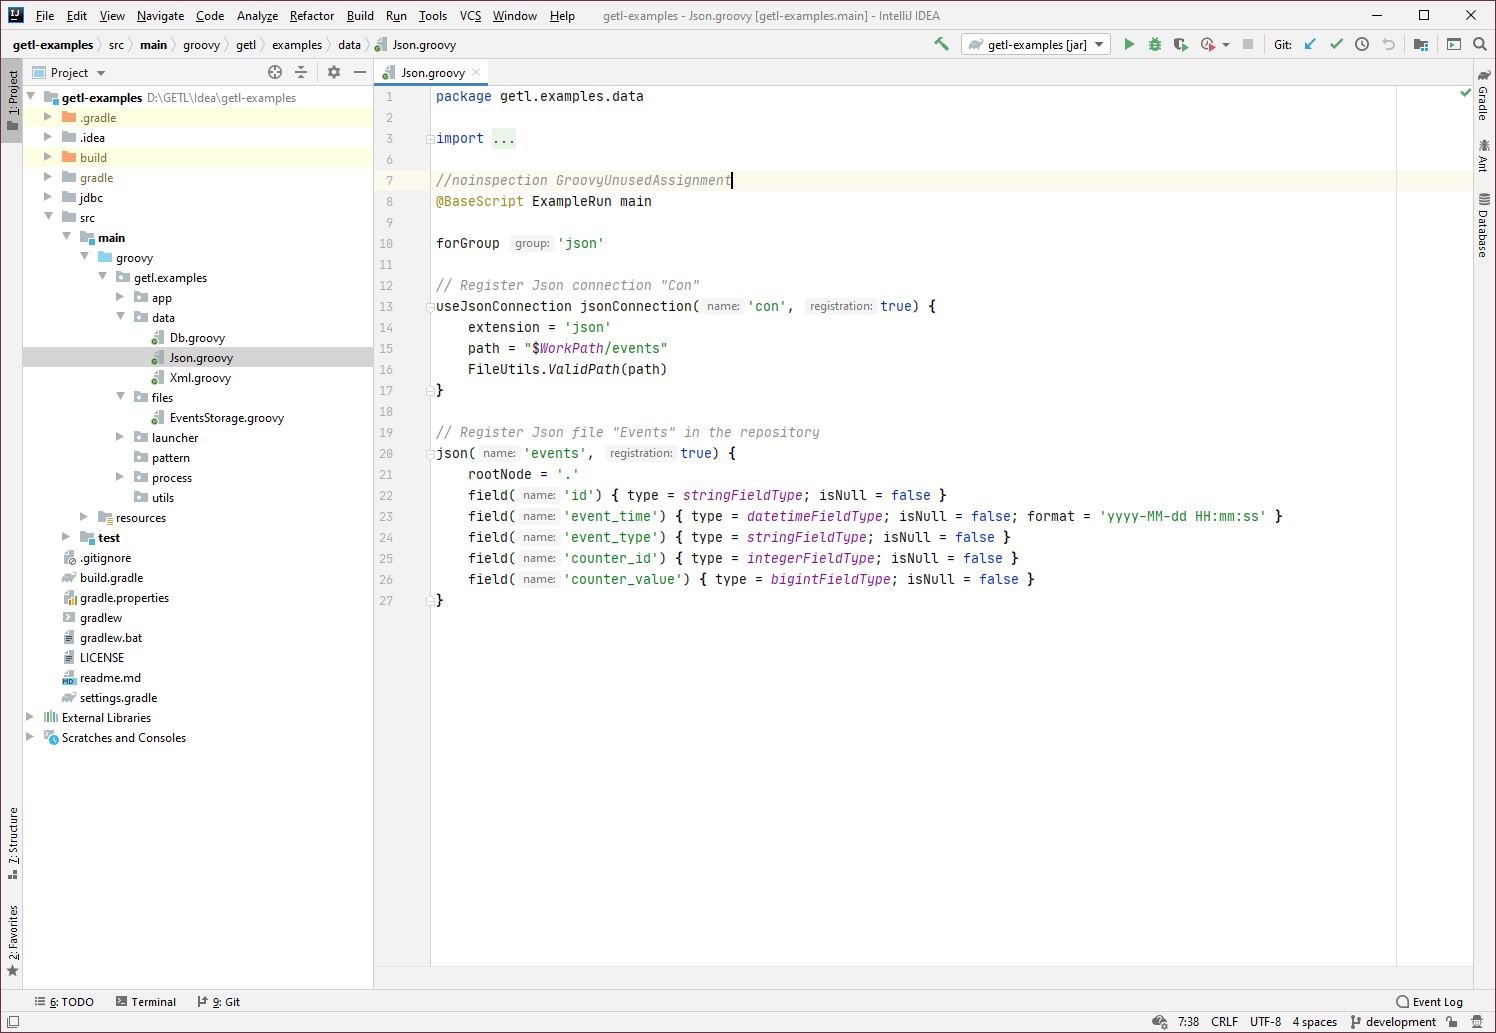 File Edit View Navigate Code Analyze Refactor Build Run Tools VCS Window Help getl-examples - Json.groovy [getl-examples.main] - IntelliJ IDEA
getl-examples src main groovy getl examples data Json.groovy getl-examples [jar] Git:
1: Project
Project
Json.groovy
getl-examples D:\GETL\Idea\getl-examples
.gradle
.idea
build
gradle
jdbc
src
main
groovy
getl.examples
app
data
Db.groovy
Json.groovy
Xml.groovy
files
EventsStorage.groovy
launcher
pattern
process
utils
resources
test
.gitignore
build.gradle
gradle.properties
gradlew
gradlew.bat
LICENSE
readme.md
settings.gradle
External Libraries
Scratches and Consoles
7: Structure
2: Favorites
1 package getl.examples.data
2
3 import ...
6
7 //noinspection GroovyUnusedAssignment
8 @BaseScript ExampleRun main
9
10 forGroup group: 'json'
11
12 // Register Json connection "Con"
13 useJsonConnection jsonConnection( name: 'con', registration: true) {
14 extension = 'json'
15 path = "$WorkPath/events"
16 FileUtils.ValidPath(path)
17 }
18
19 // Register Json file "Events" in the repository
20 json( name: 'events', registration: true) {
21 rootNode = '.'
22 field( name: 'id') { type = stringFieldType; isNull = false }
23 field( name: 'event_time') { type = datetimeFieldType; isNull = false; format = 'yyyy-MM-dd HH:mm:ss' }
24 field( name: 'event_type') { type = stringFieldType; isNull = false }
25 field( name: 'counter_id') { type = integerFieldType; isNull = false }
26 field( name: 'counter_value') { type = bigintFieldType; isNull = false }
27 }
Gradle
Ant
Database
6: TODO Terminal 9: Git Event Log
7:38 CRLF UTF-8 4 spaces development